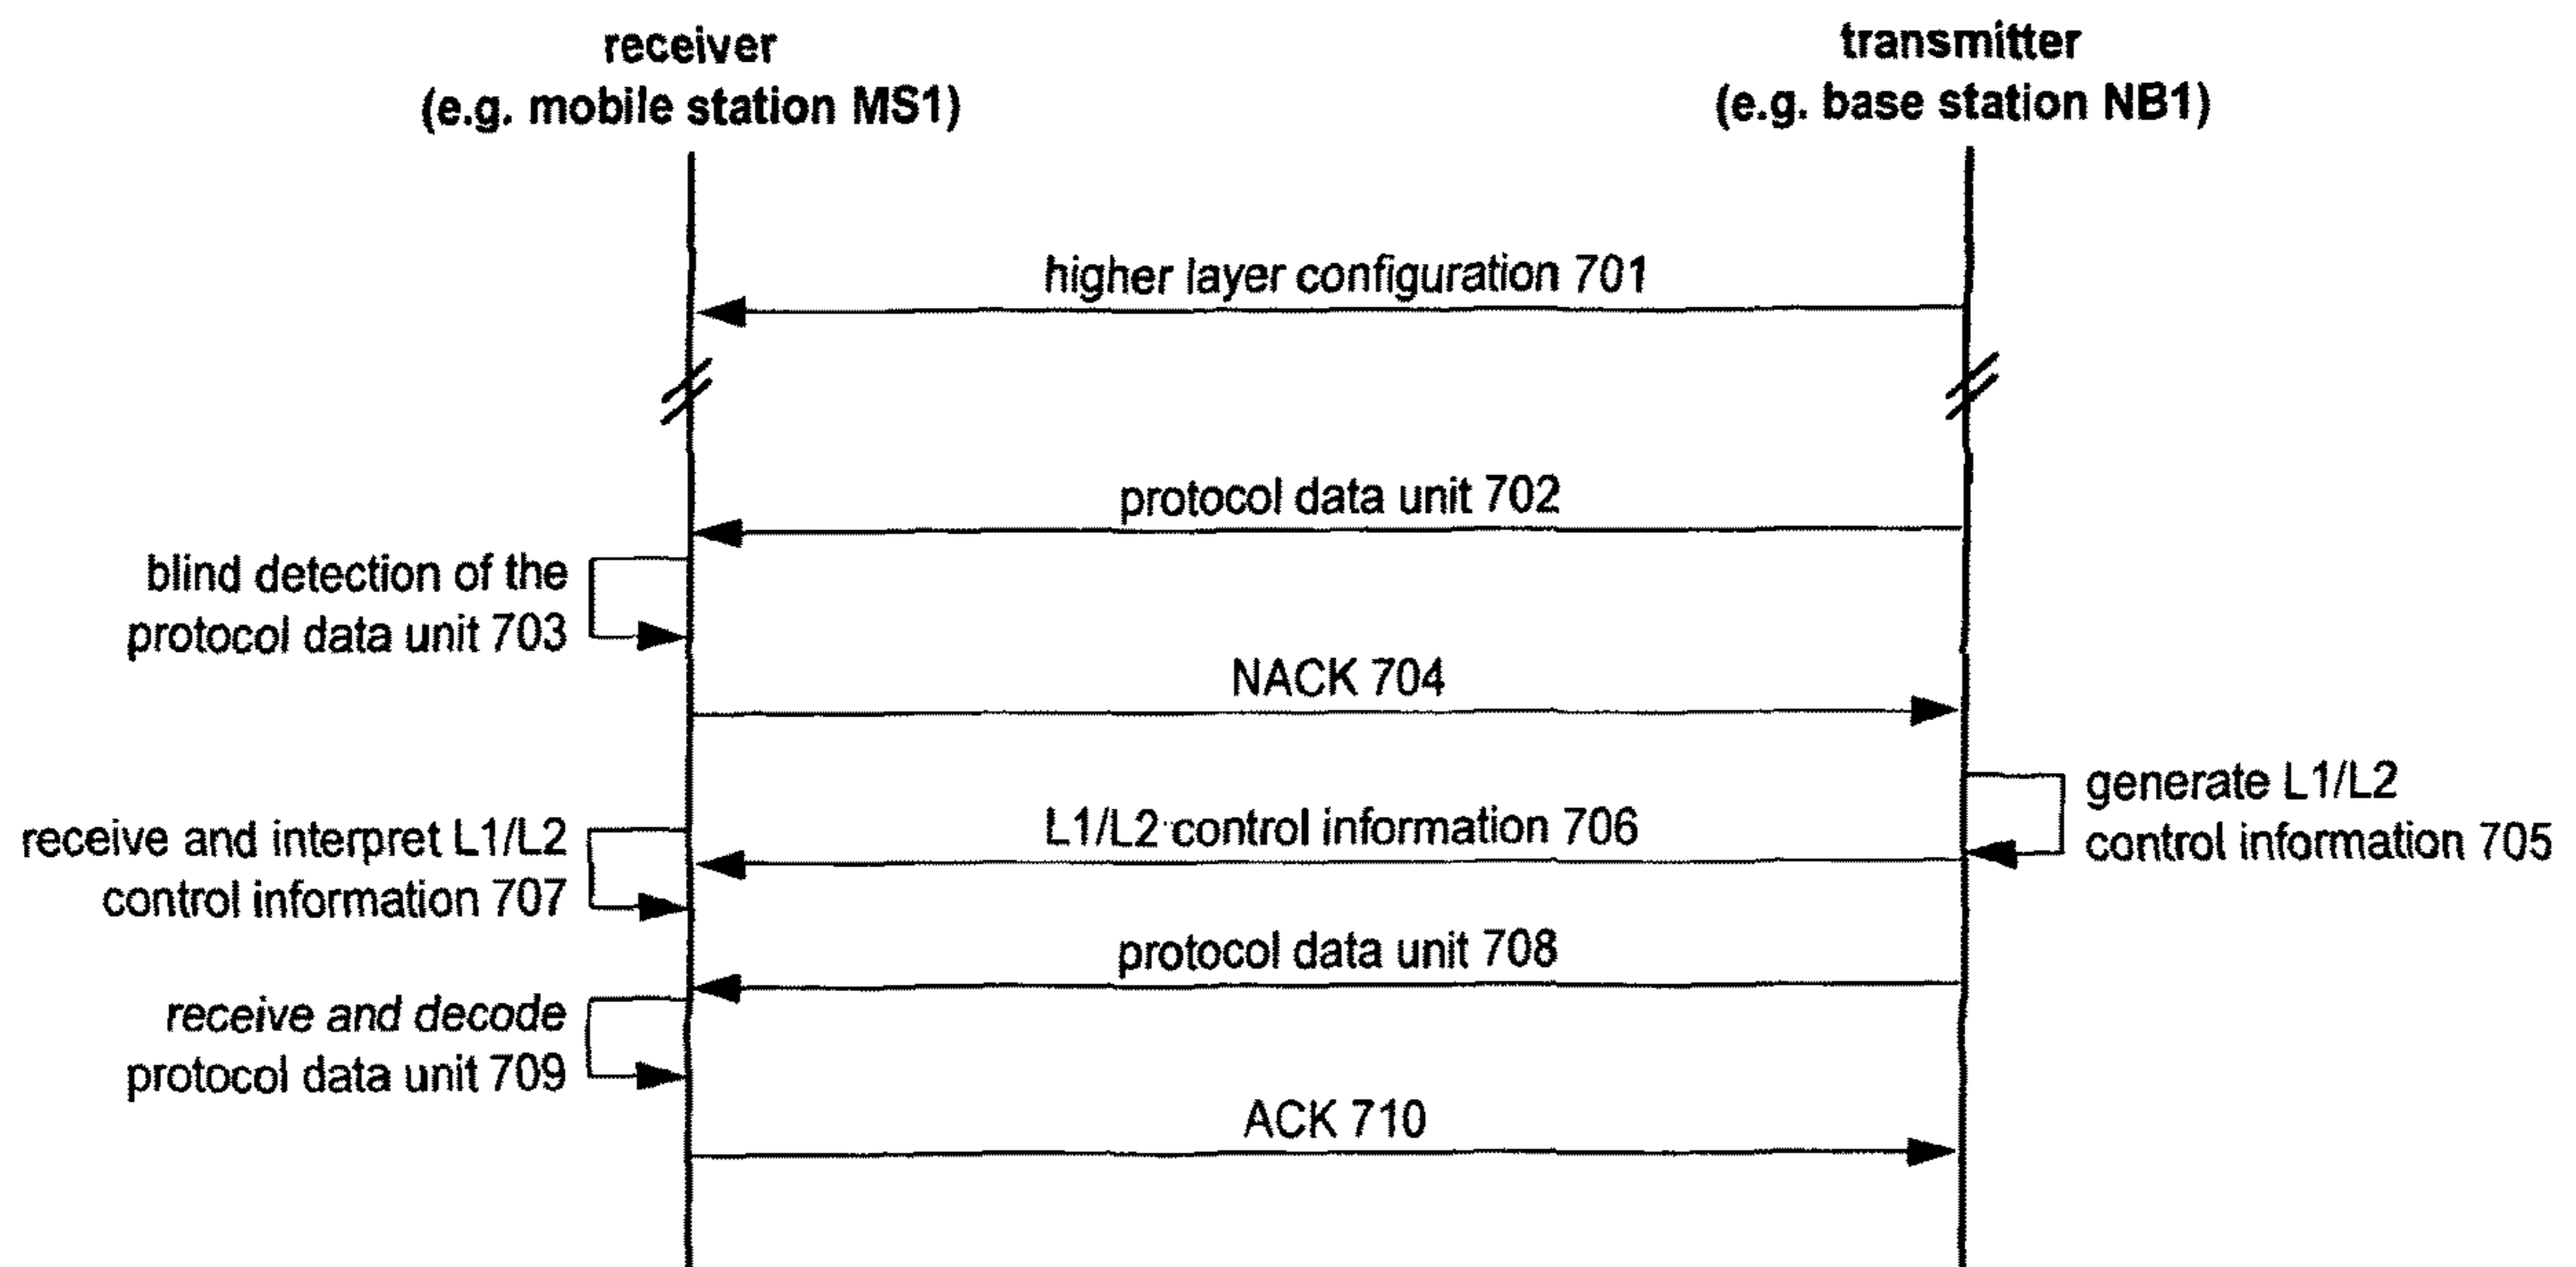 receiver
(e.g. mobile station MS1)
transmitter
(e.g. base station NB1)
higher layer configuration 701
protocol data unit 702
blind detection of the
protocol data unit 703
NACK 704
generate L1/L2
control information 705
L1/L2 control information 706
receive and interpret L1/L2
control information 707
protocol data unit 708
receive and decode
protocol data unit 709
ACK 710